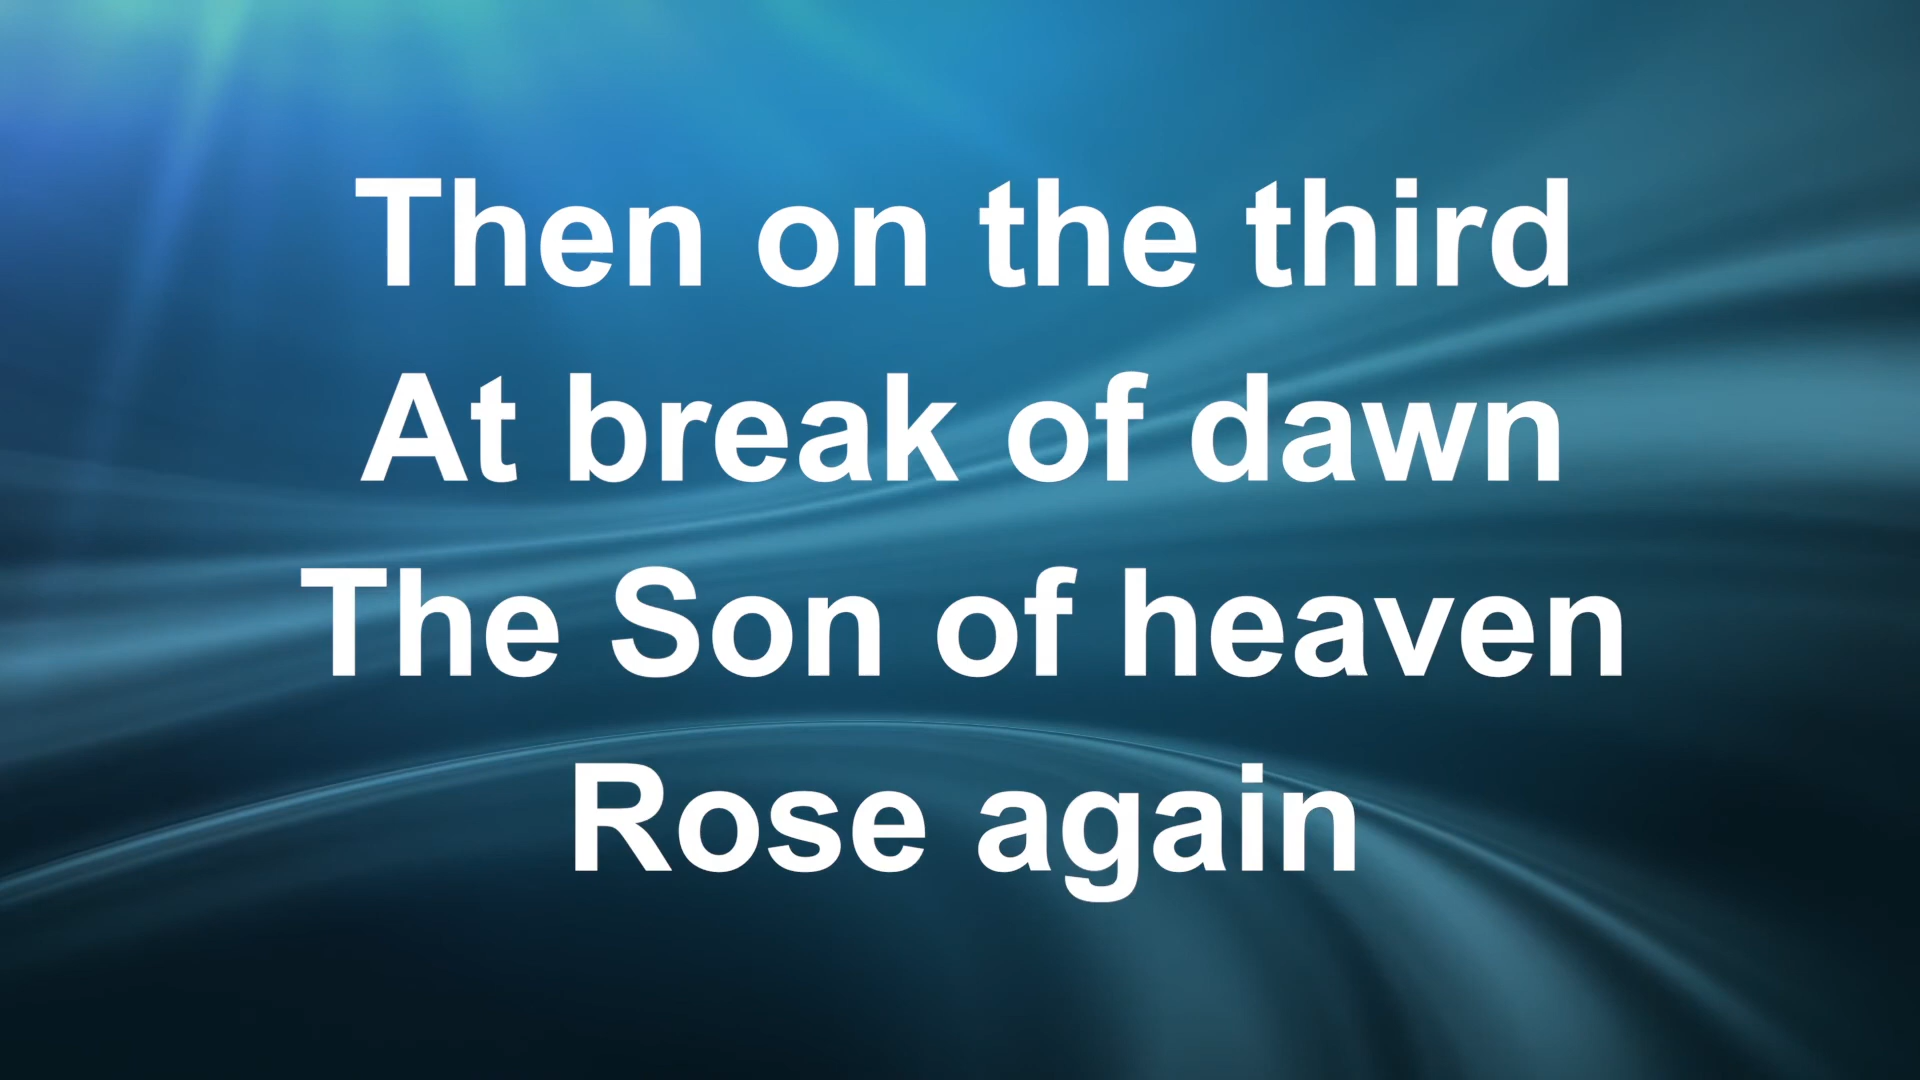 Then on the third
At break of dawn
The Son of heaven
Rose again